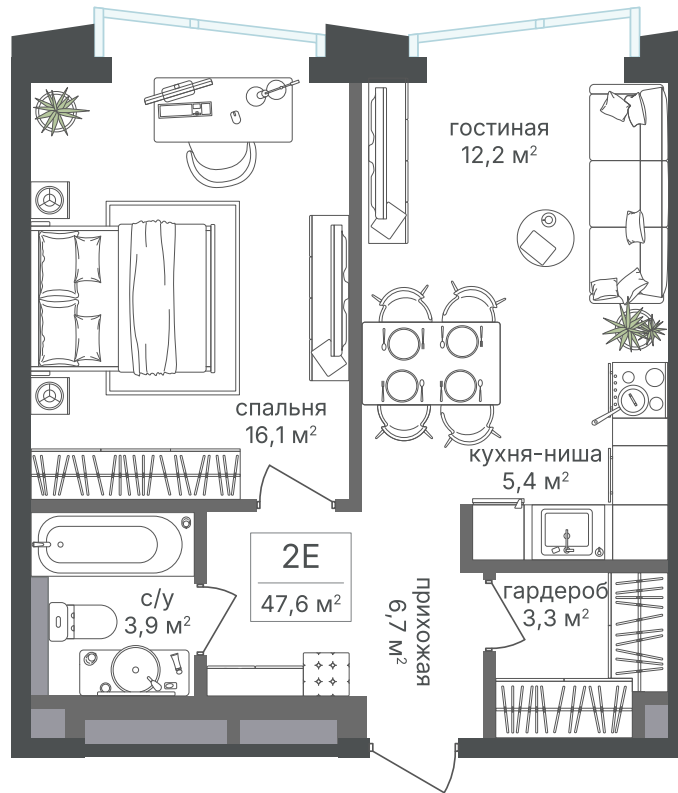 гостиная
12,2 м²
спальня
16,1 м²
кухня-ниша
5,4 м²
2Е
47,6 м²
с/у
3,9 м²
прихожая
6,7 м²
гардероб
3,3 м²